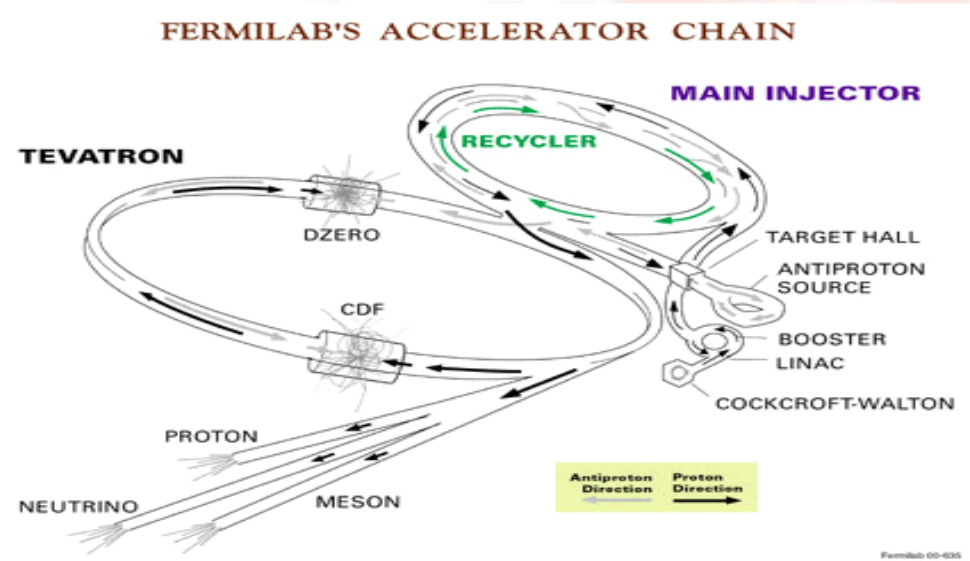 FERMILAB'S ACCELERATOR CHAIN
MAIN INJECTOR
RECYCLER
TEVATRON
DZERO
TARGET HALL
ANTIPROTON
SOURCE
CDF
BOOSTER
LINAC
COCKCROFT-WALTON
PROTON
NEUTRINO
MESON
Antiproton
Direction
Proton
Direction
Fermilab 00-635